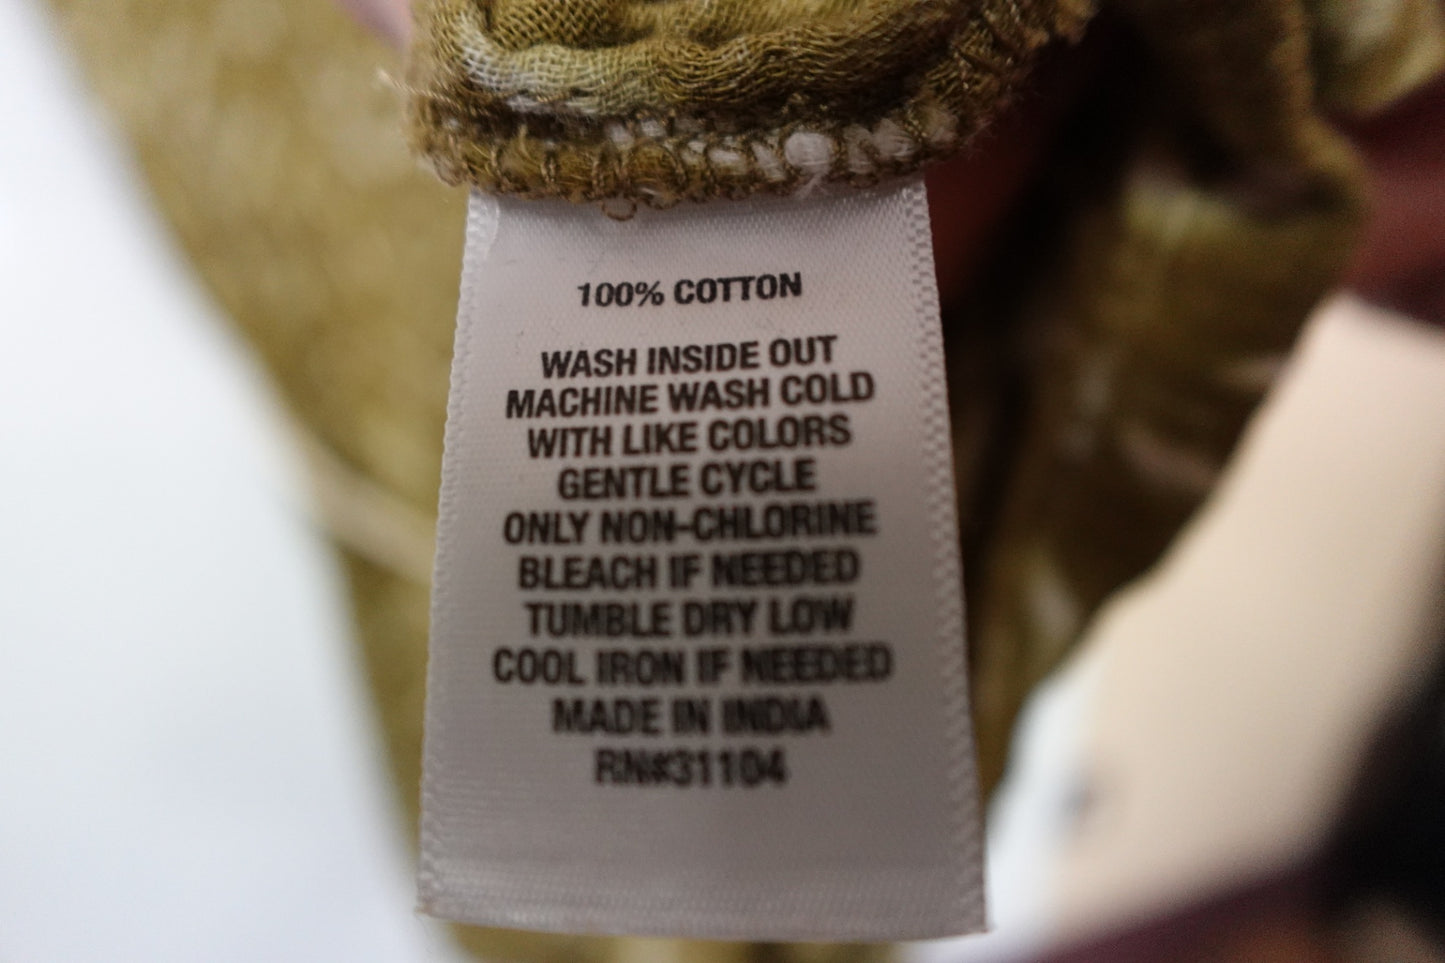 100% COTTON
WASH INSIDE OUT
MACHINE WASH COLD
WITH LIKE COLORS
GENTLE CYCLE
ONLY NON-CHLORINE
BLEACH IF NEEDED
TUMBLE DRY LOW
COOL IRON IF NEEDED
MADE IN INDIA
RN#31104